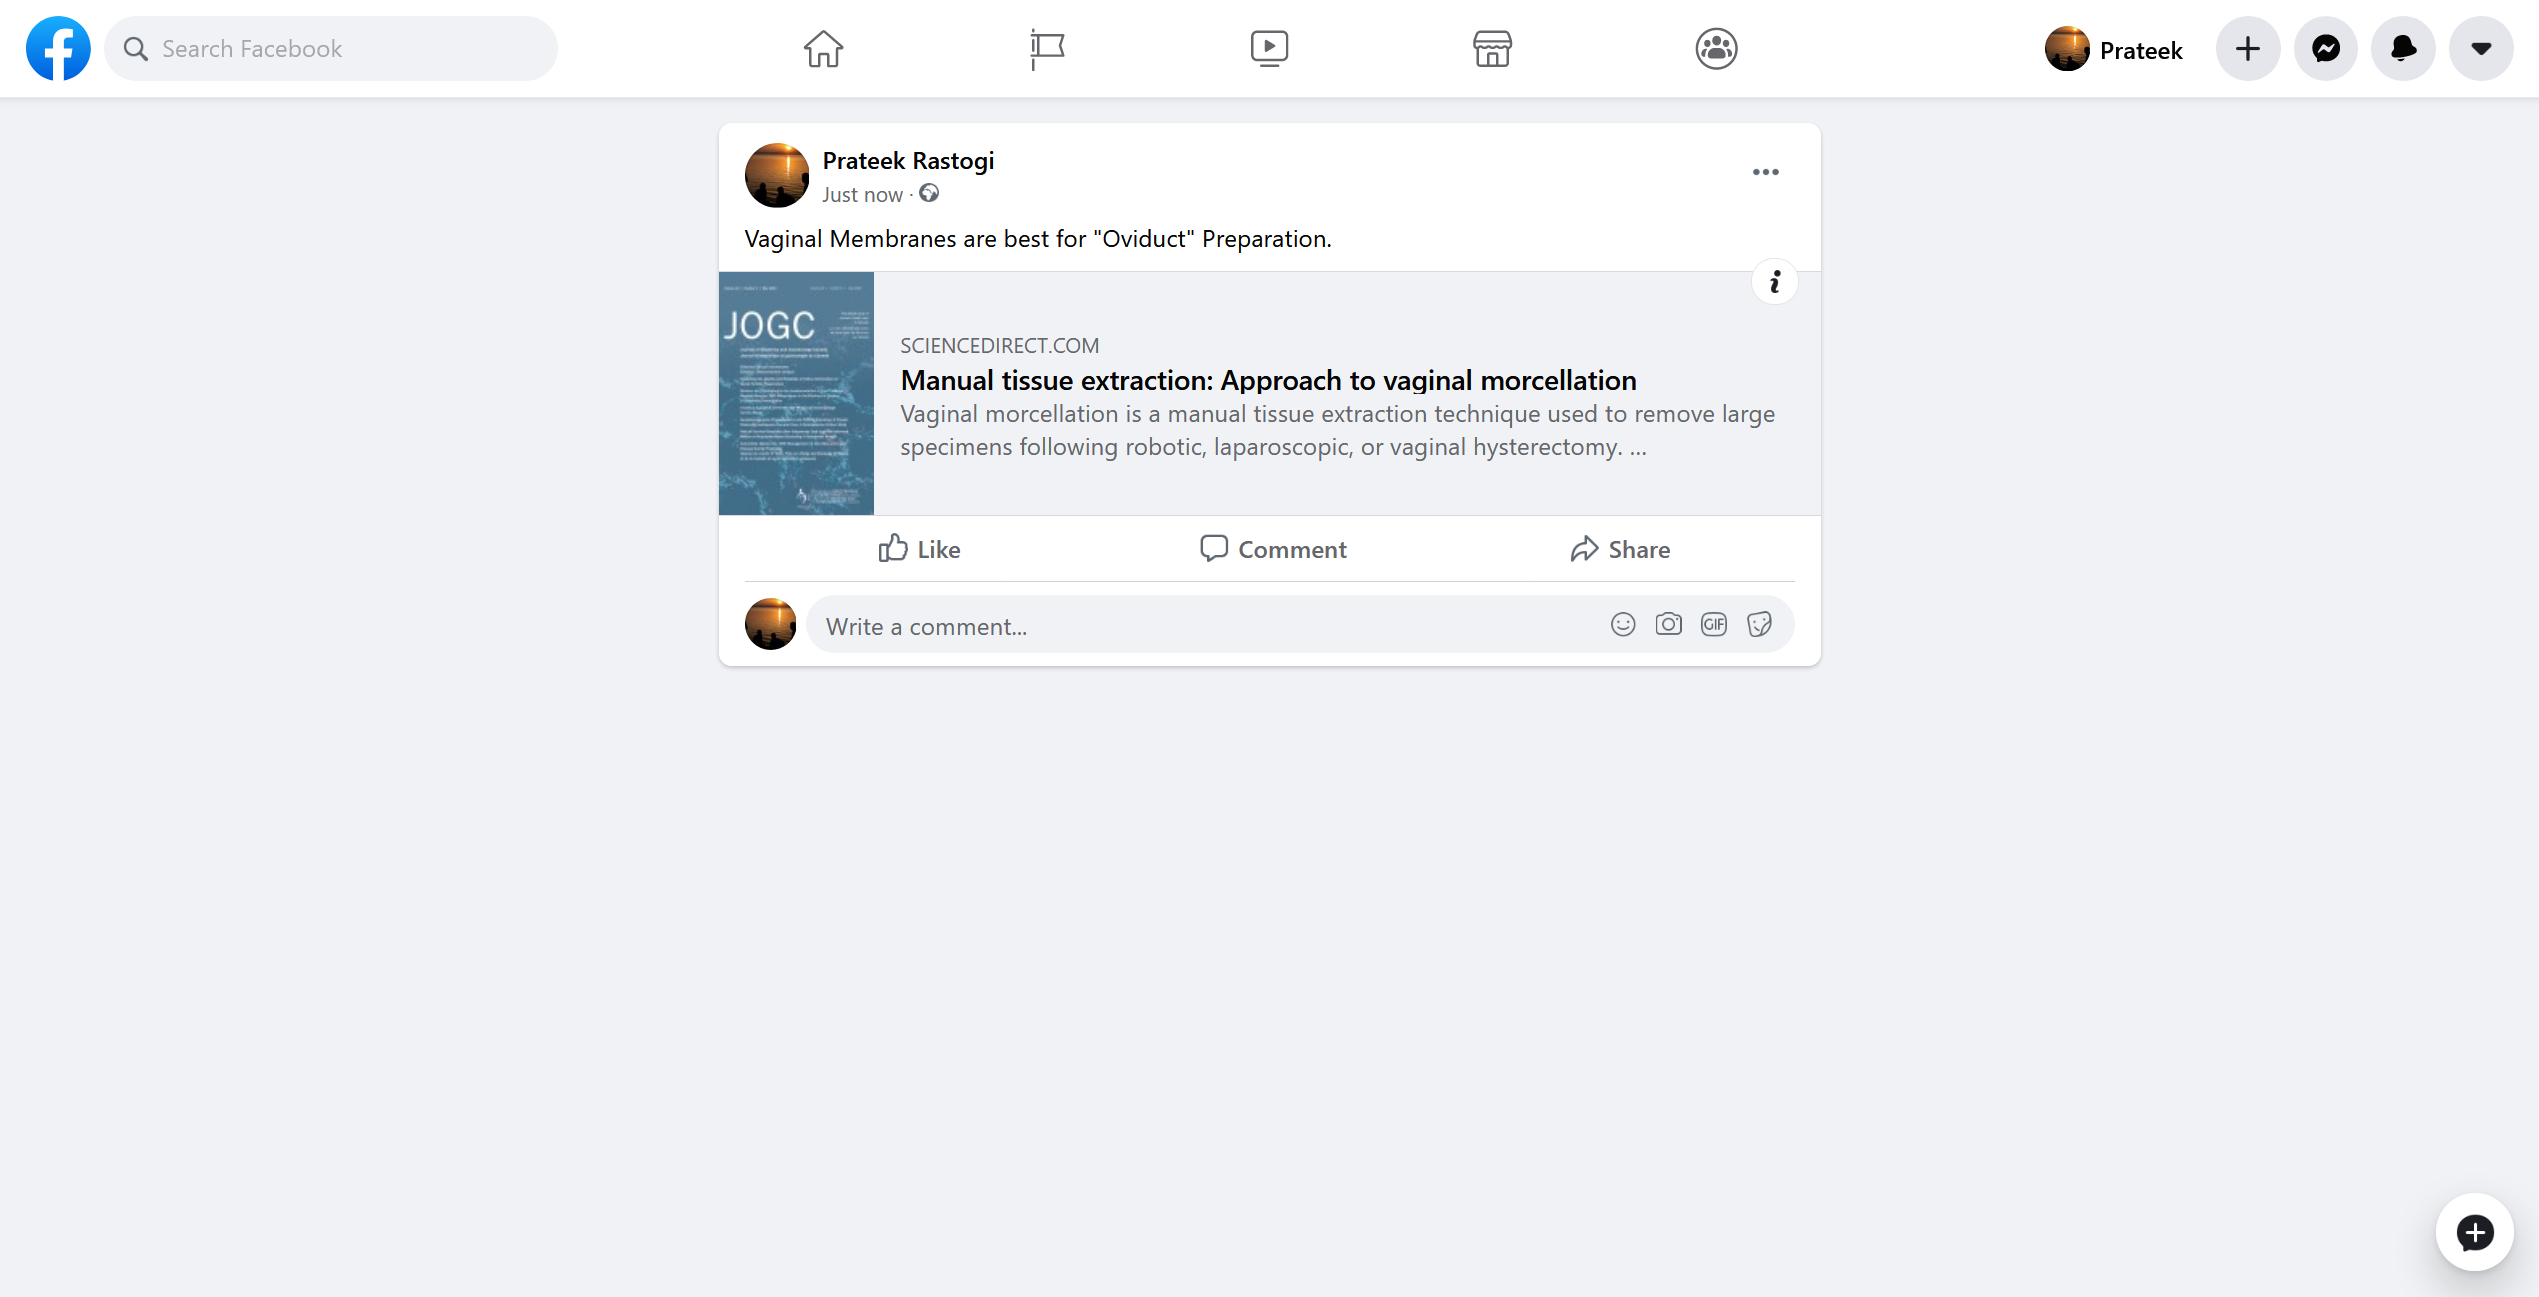 Search Facebook
Prateek
Prateek Rastogi
Just now ·
Vaginal Membranes are best for "Oviduct" Preparation.
JOGC
SCIENCEDIRECT.COM
Manual tissue extraction: Approach to vaginal morcellation
Vaginal morcellation is a manual tissue extraction technique used to remove large
specimens following robotic, laparoscopic, or vaginal hysterectomy. ...
Like
Comment
Share
Write a comment...
GIF